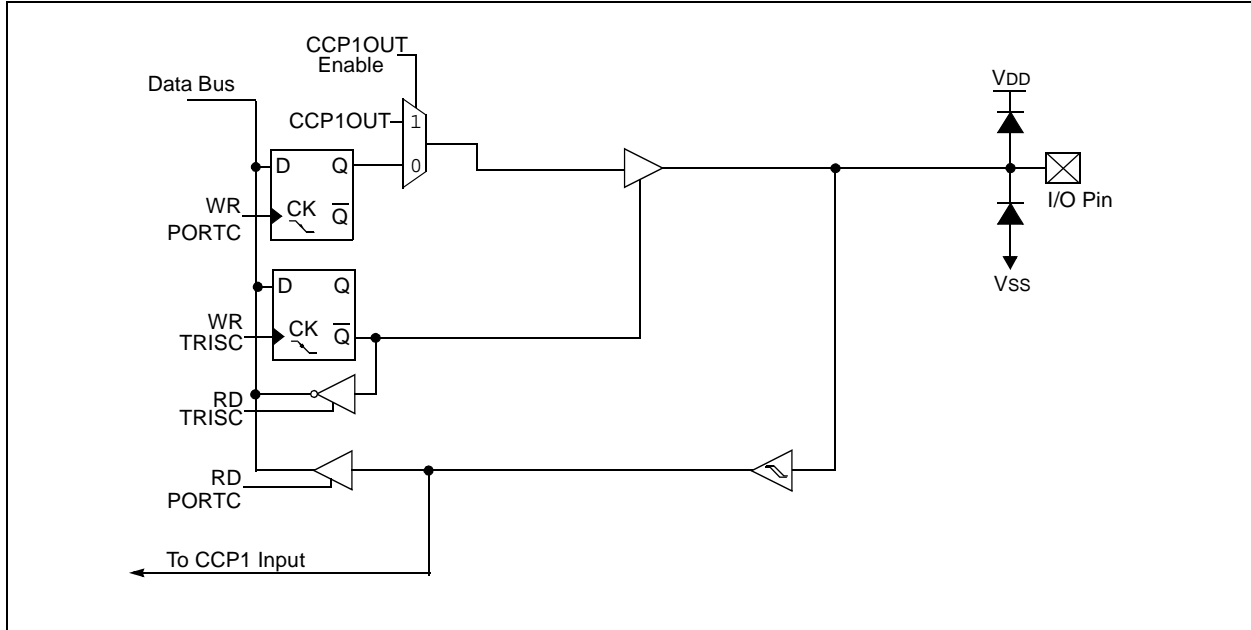 CCP1OUT
Enable
Data Bus
VDD
CCP1OUT
1
0
D
Q
CK
Q̅
WR
PORTC
I/O Pin
VSS
D
Q
CK
Q̅
WR
TRISC
RD
TRISC
RD
PORTC
To CCP1 Input